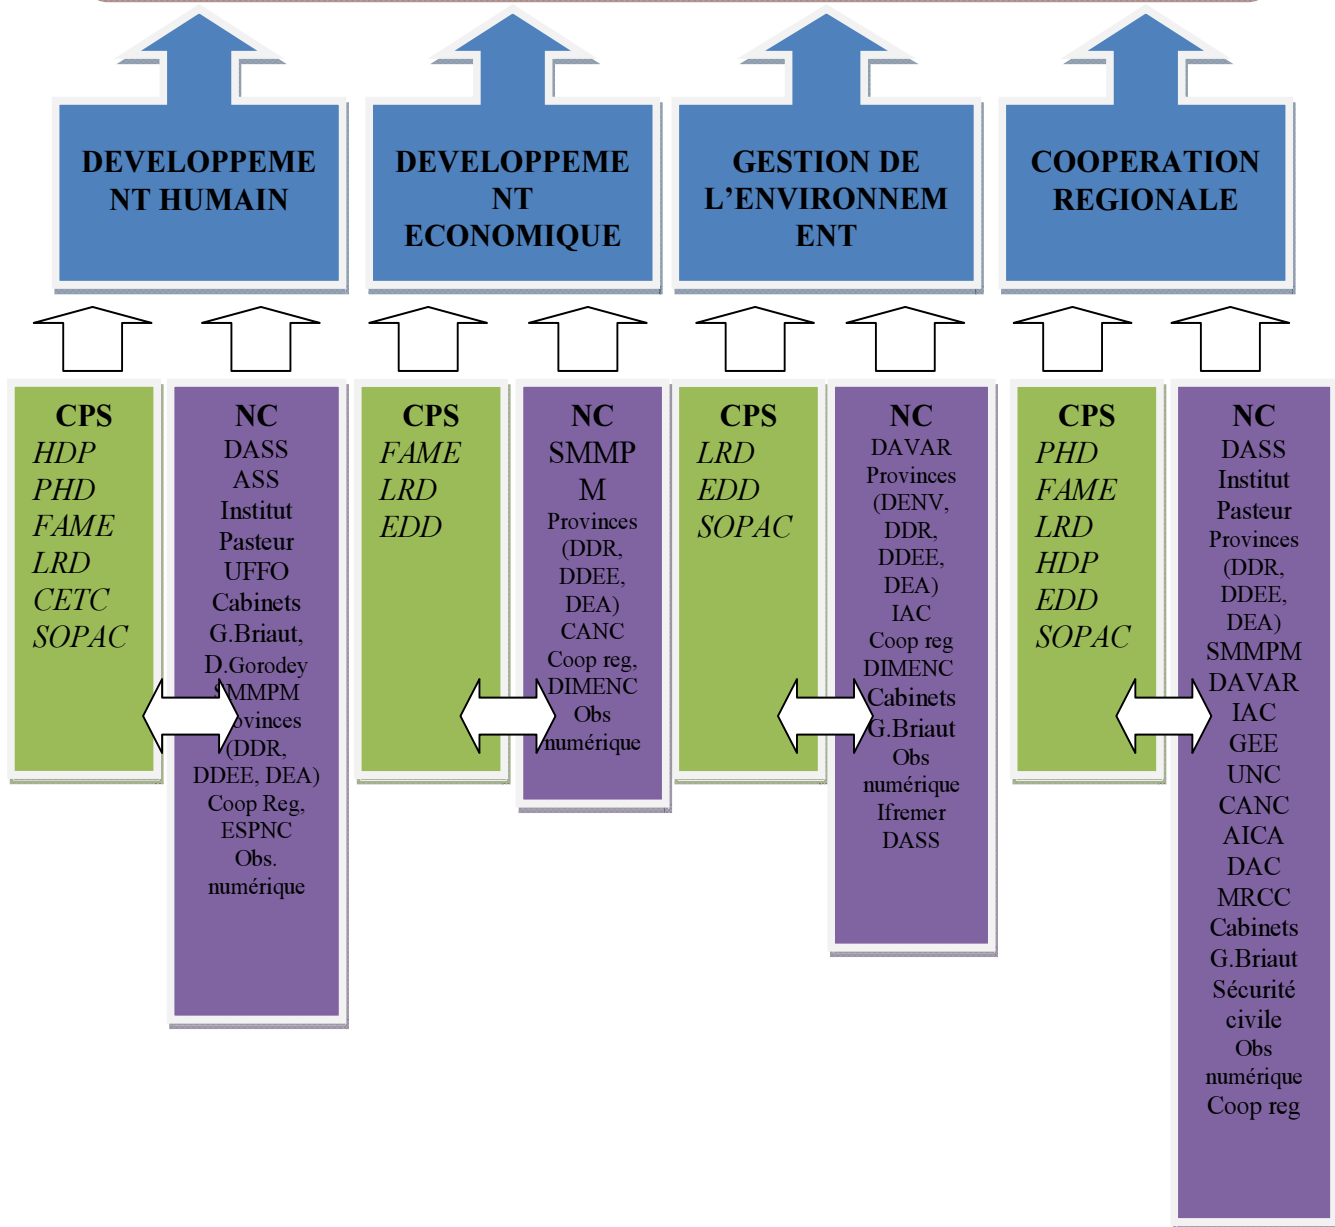 DEVELOPPEME
NT HUMAIN
DEVELOPPEME
NT
ECONOMIQUE
GESTION DE
L’ENVIRONNEM
ENT
COOPERATION
REGIONALE
CPS
HDP
PHD
FAME
LRD
CETC
SOPAC
NC
DASS
ASS
Institut
Pasteur
UFFO
Cabinets
G.Briaut,
D.Gorodey
SMMPM
Provinces
(DDR,
DDEE, DEA)
Coop Reg,
ESPNC
Obs.
numérique
CPS
FAME
LRD
EDD
NC
SMMP
M
Provinces
(DDR,
DDEE,
DEA)
CANC
Coop reg,
DIMENC
Obs
numérique
CPS
LRD
EDD
SOPAC
NC
DAVAR
Provinces
(DENV,
DDR,
DDEE,
DEA)
IAC
Coop reg
DIMENC
Cabinets
G.Briaut
Obs
numérique
Ifremer
DASS
CPS
PHD
FAME
LRD
HDP
EDD
SOPAC
NC
DASS
Institut
Pasteur
Provinces
(DDR,
DDEE,
DEA)
SMMPM
DAVAR
IAC
GEE
UNC
CANC
AICA
DAC
MRCC
Cabinets
G.Briaut
Sécurité
civile
Obs
numérique
Coop reg